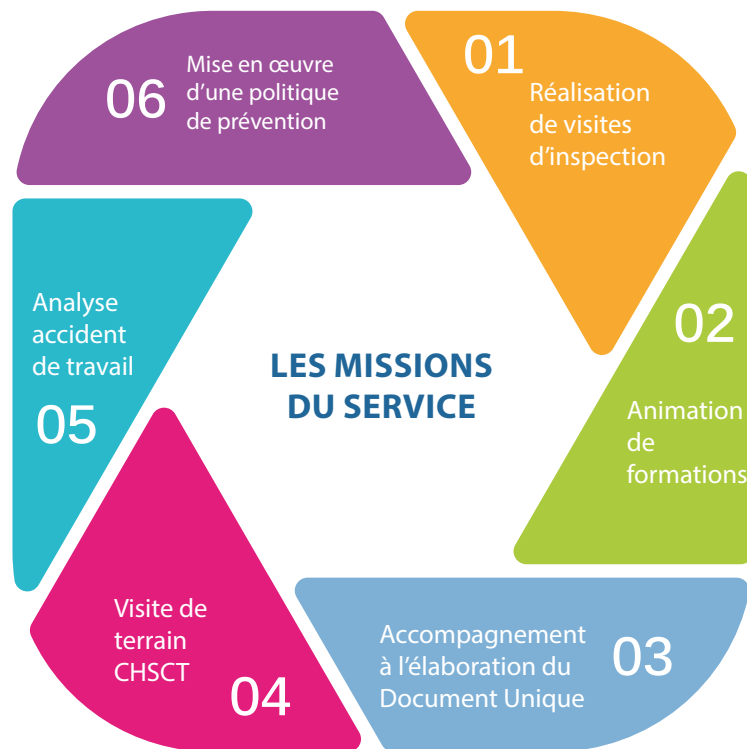 LES MISSIONS
DU SERVICE
01
Réalisation
de visites
d'inspection
02
Animation
de
formations
03
Accompagnement
à l'élaboration du
Document Unique
04
Visite de
terrain
CHSCT
05
Analyse
accident
de travail
06
Mise en œuvre
d'une politique
de prévention